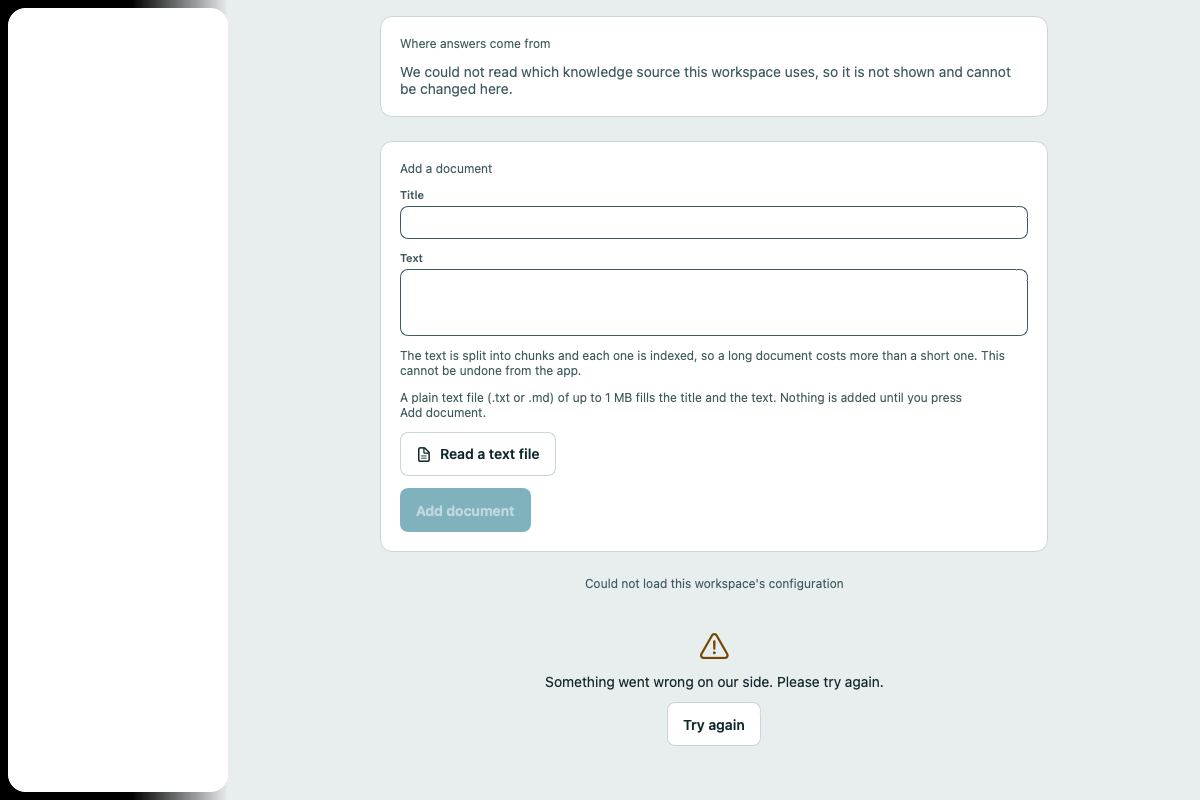 Where answers come from
We could not read which knowledge source this workspace uses, so it is not shown and cannot
be changed here.
Add a document
Title
Text
The text is split into chunks and each one is indexed, so a long document costs more than a short one. This
cannot be undone from the app.
A plain text file (.txt or .md) of up to 1 MB fills the title and the text. Nothing is added until you press
Add document.
Read a text file
Add document
Could not load this workspace's configuration
Something went wrong on our side. Please try again.
Try again